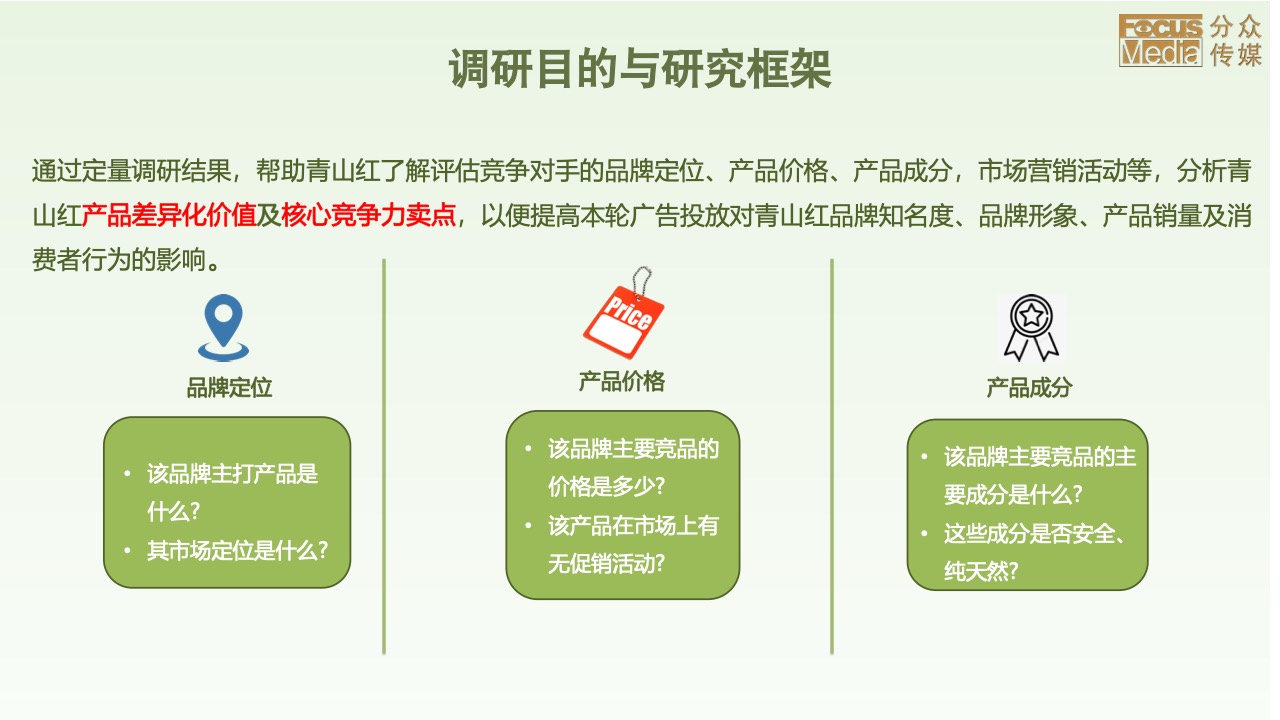 FOCUS Media 分众传媒
调研目的与研究框架
通过定量调研结果，帮助青山红了解评估竞争对手的品牌定位、产品价格、产品成分，市场营销活动等，分析青
山红产品差异化价值及核心竞争力卖点，以便提高本轮广告投放对青山红品牌知名度、品牌形象、产品销量及消
费者行为的影响。
Price
品牌定位
产品价格
产品成分
• 该品牌主打产品是
什么?
• 其市场定位是什么?
• 该品牌主要竞品的
价格是多少?
• 该产品在市场上有
无促销活动?
• 该品牌主要竞品的主
要成分是什么?
• 这些成分是否安全、
纯天然?